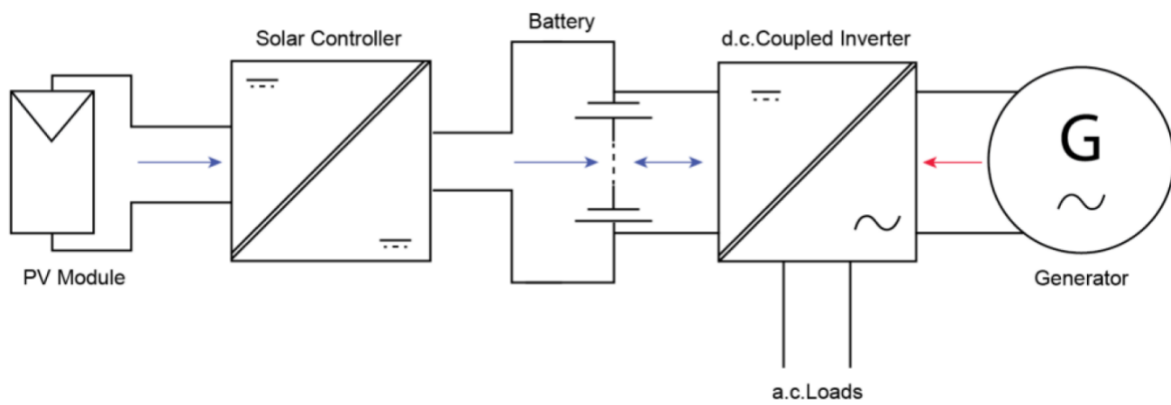 Battery
Solar Controller
d.c.Coupled Inverter
G
PV Module
Generator
a.c.Loads